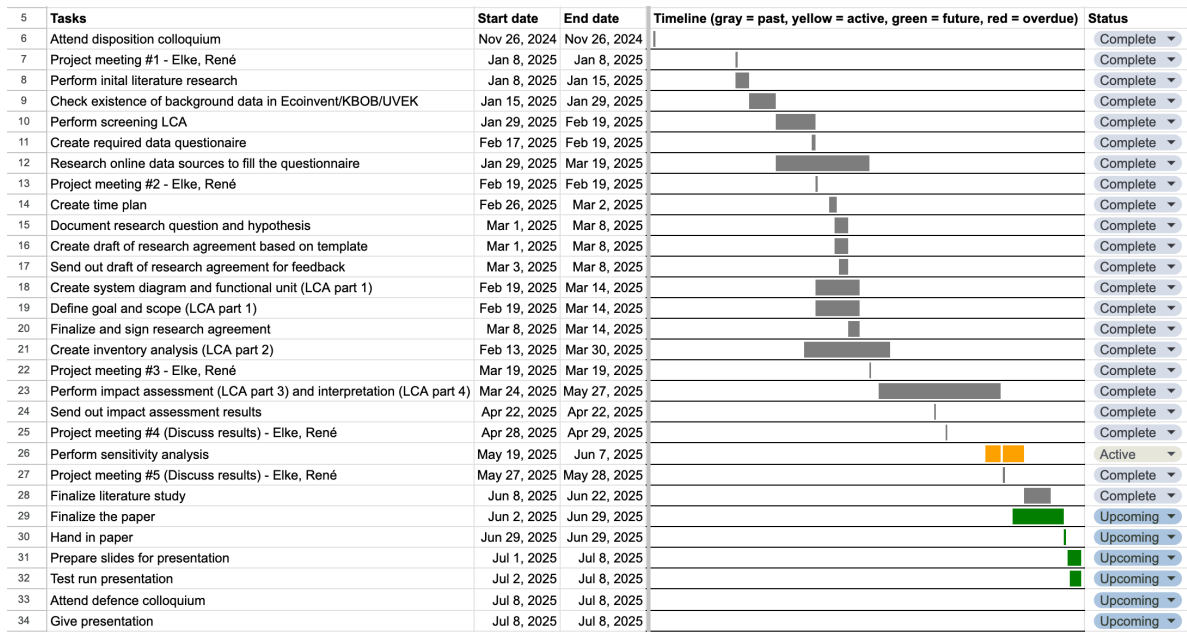 5 Tasks Start date End date Timeline (gray = past, yellow = active, green = future, red = overdue) Status
6 Attend disposition colloquium Nov 26, 2024 Nov 26, 2024 Complete
7 Project meeting #1 - Elke, René Jan 8, 2025 Jan 8, 2025 Complete
8 Perform inital literature research Jan 8, 2025 Jan 15, 2025 Complete
9 Check existence of background data in Ecoinvent/KBOB/UVEK Jan 15, 2025 Jan 29, 2025 Complete
10 Perform screening LCA Jan 29, 2025 Feb 19, 2025 Complete
11 Create required data questionaire Feb 17, 2025 Feb 19, 2025 Complete
12 Research online data sources to fill the questionnaire Jan 29, 2025 Mar 19, 2025 Complete
13 Project meeting #2 - Elke, René Feb 19, 2025 Feb 19, 2025 Complete
14 Create time plan Feb 26, 2025 Mar 2, 2025 Complete
15 Document research question and hypothesis Mar 1, 2025 Mar 8, 2025 Complete
16 Create draft of research agreement based on template Mar 1, 2025 Mar 8, 2025 Complete
17 Send out draft of research agreement for feedback Mar 3, 2025 Mar 8, 2025 Complete
18 Create system diagram and functional unit (LCA part 1) Feb 19, 2025 Mar 14, 2025 Complete
19 Define goal and scope (LCA part 1) Feb 19, 2025 Mar 14, 2025 Complete
20 Finalize and sign research agreement Mar 8, 2025 Mar 14, 2025 Complete
21 Create inventory analysis (LCA part 2) Feb 13, 2025 Mar 30, 2025 Complete
22 Project meeting #3 - Elke, René Mar 19, 2025 Mar 19, 2025 Complete
23 Perform impact assessment (LCA part 3) and interpretation (LCA part 4) Mar 24, 2025 May 27, 2025 Complete
24 Send out impact assessment results Apr 22, 2025 Apr 22, 2025 Complete
25 Project meeting #4 (Discuss results) - Elke, René Apr 28, 2025 Apr 29, 2025 Complete
26 Perform sensitivity analysis May 19, 2025 Jun 7, 2025 Active
27 Project meeting #5 (Discuss results) - Elke, René May 27, 2025 May 28, 2025 Complete
28 Finalize literature study Jun 8, 2025 Jun 22, 2025 Complete
29 Finalize the paper Jun 2, 2025 Jun 29, 2025 Upcoming
30 Hand in paper Jun 29, 2025 Jun 29, 2025 Upcoming
31 Prepare slides for presentation Jul 1, 2025 Jul 8, 2025 Upcoming
32 Test run presentation Jul 2, 2025 Jul 8, 2025 Upcoming
33 Attend defence colloquium Jul 8, 2025 Jul 8, 2025 Upcoming
34 Give presentation Jul 8, 2025 Jul 8, 2025 Upcoming